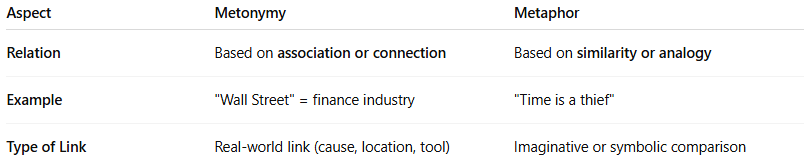 Aspect Metonymy Metaphor
Relation Based on association or connection Based on similarity or analogy
Example "Wall Street" = finance industry "Time is a thief"
Type of Link Real-world link (cause, location, tool) Imaginative or symbolic comparison